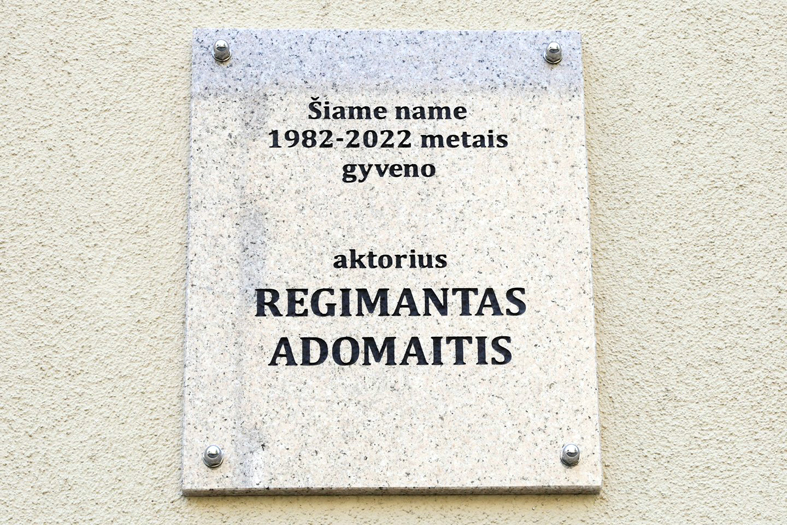 Šiame name
1982-2022 metais
gyveno
aktorius
REGIMANTAS
ADOMAITIS